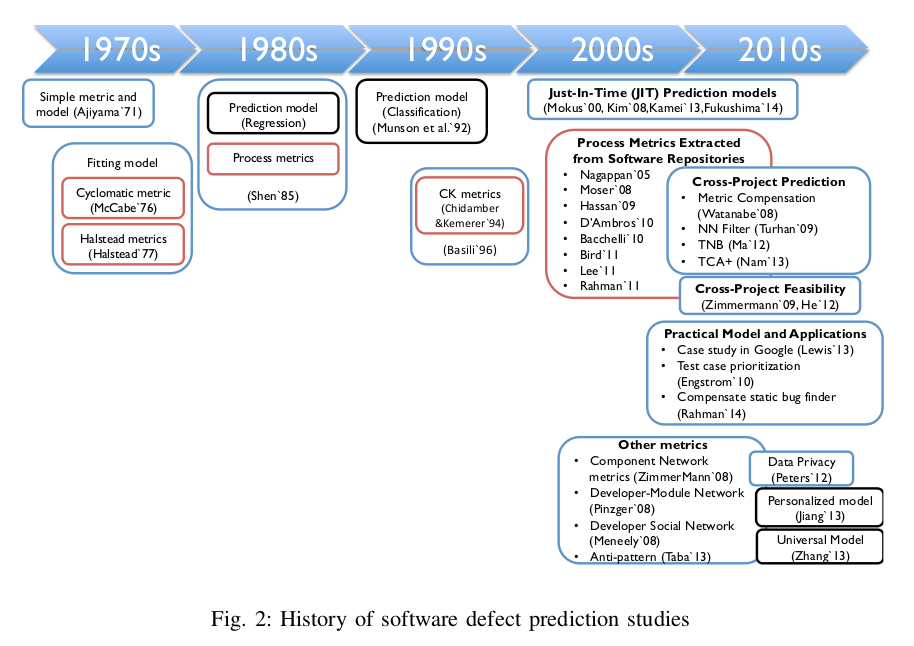 1970s
1980s
1990s
2000s
2010s
Simple metric and
model (Ajiyama`71)
Fitting model
Cyclomatic metric
(McCabe`76)
Halstead metrics
(Halstead`77)
Prediction model
(Regression)
Process metrics
(Shen`85)
Prediction model
(Classification)
(Munson et al.`92)
CK metrics
(Chidamber
&Kemerer`94)
(Basili`96)
Just-In-Time (JIT) Prediction models
(Mokus`00, Kim`08,Kamei`13,Fukushima`14)
Process Metrics Extracted
from Software Repositories
• Nagappan`05
• Moser`08
• Hassan`09
• D'Ambros`10
• Bacchelli`10
• Bird`11
• Lee`11
• Rahman`11
Cross-Project Prediction
• Metric Compensation
(Watanabe`08)
• NN Filter (Turhan`09)
• TNB (Ma`12)
• TCA+ (Nam`13)
Cross-Project Feasibility
(Zimmermann`09, He`12)
Practical Model and Applications
• Case study in Google (Lewis`13)
• Test case prioritization
(Engstrom`10)
• Compensate static bug finder
(Rahman`14)
Other metrics
• Component Network
metrics (ZimmerMann`08)
• Developer-Module Network
(Pinzger`08)
• Developer Social Network
(Meneely`08)
• Anti-pattern (Taba`13)
Data Privacy
(Peters`12)
Personalized model
(Jiang`13)
Universal Model
(Zhang`13)
Fig. 2: History of software defect prediction studies